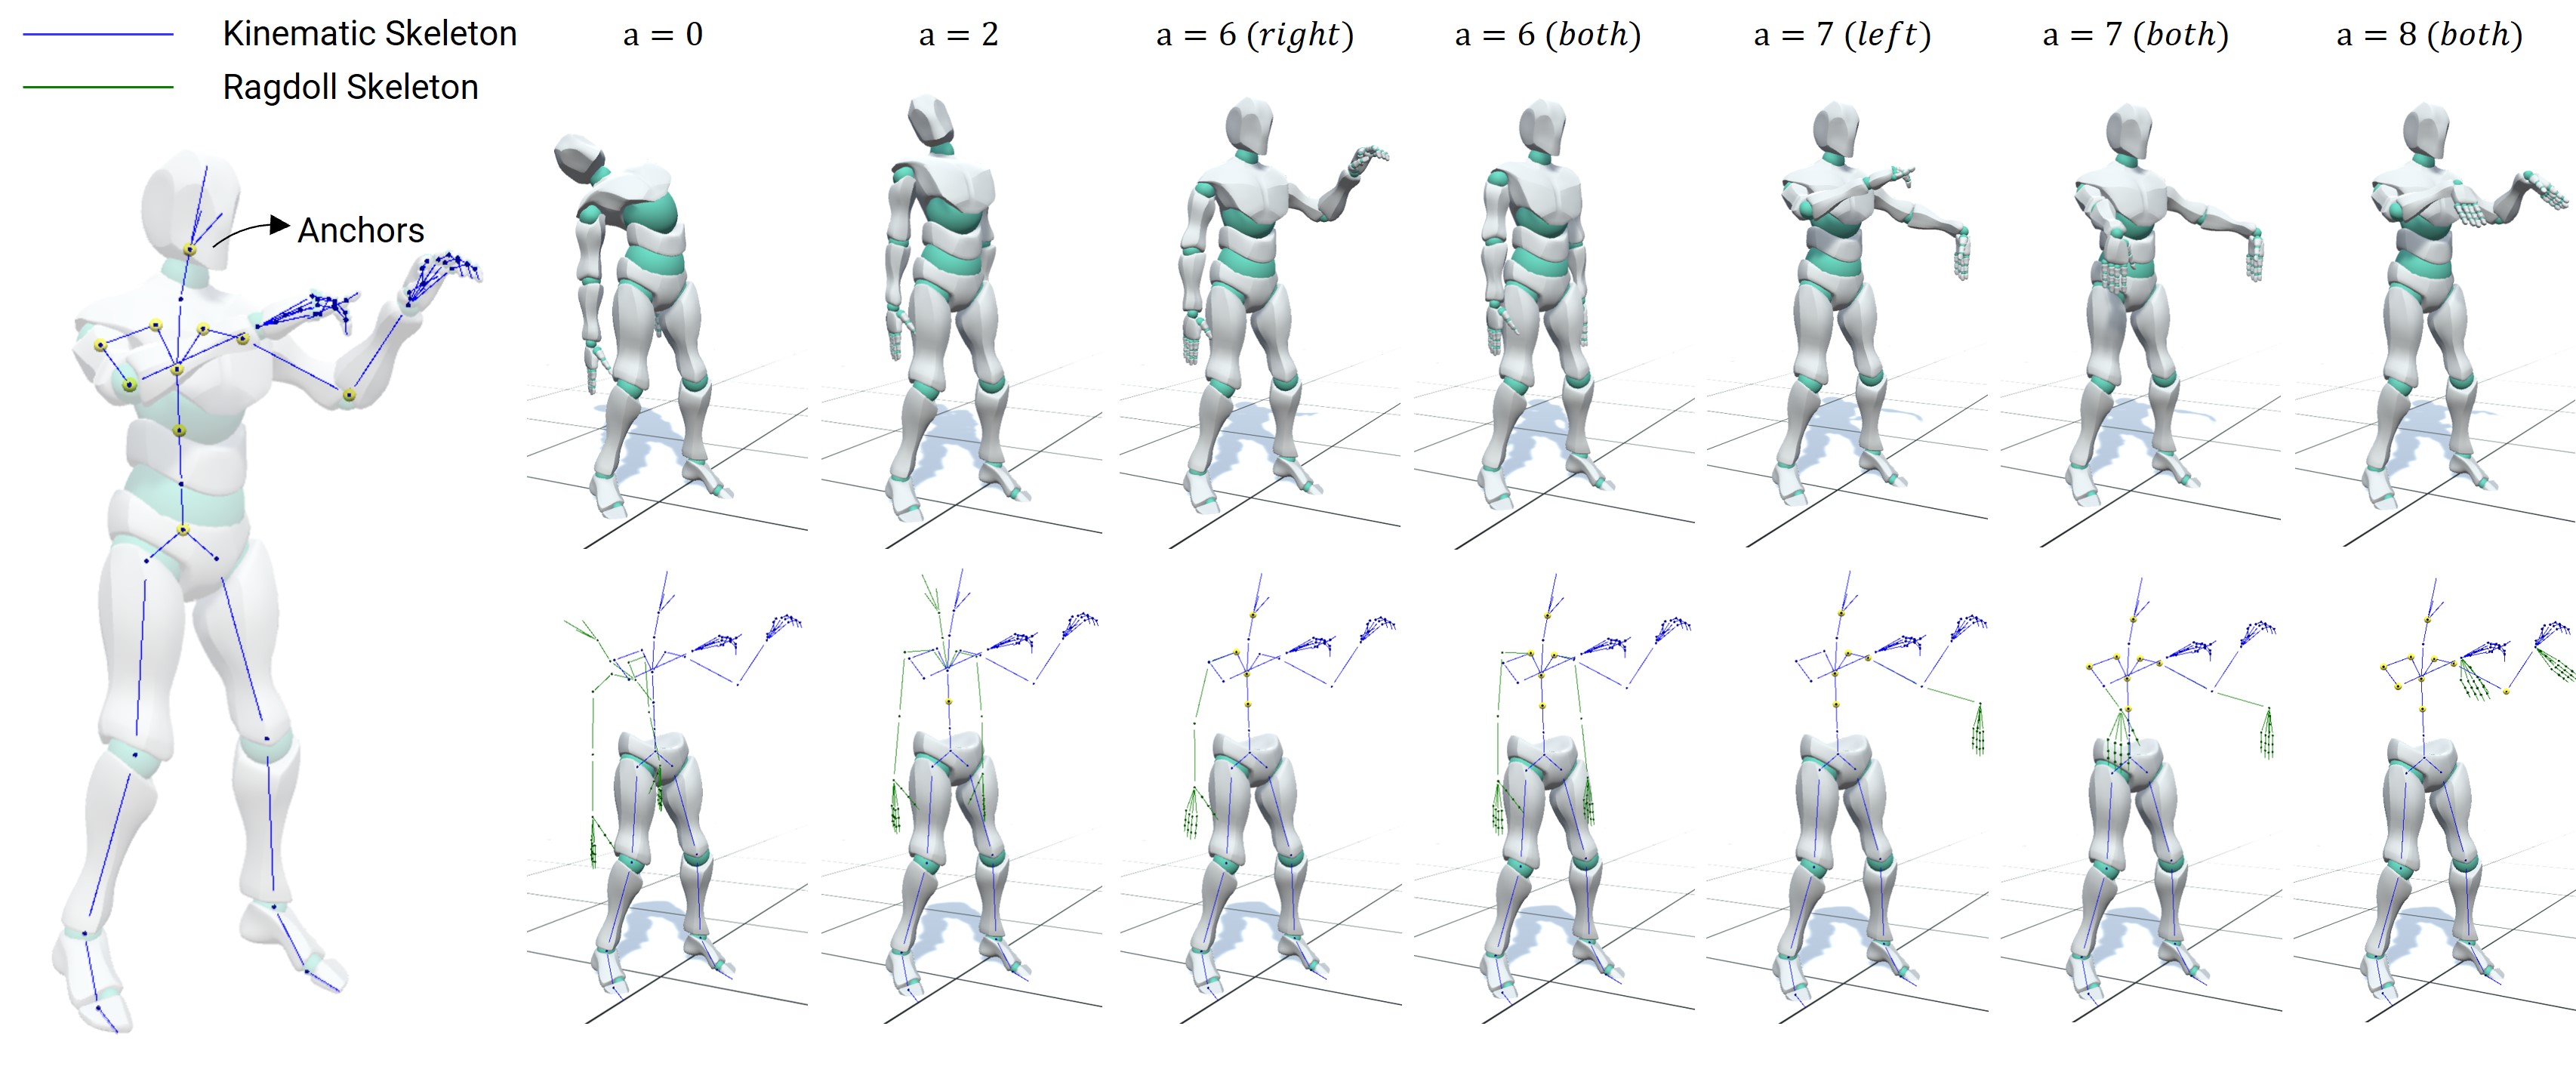 Kinematic Skeleton
Ragdoll Skeleton
Anchors
a = 0
a = 2
a = 6 (right)
a = 6 (both)
a = 7 (left)
a = 7 (both)
a = 8 (both)